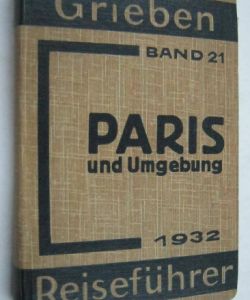 Grieben
BAND 21
PARIS
und Umgebung
1932
Reiseführer